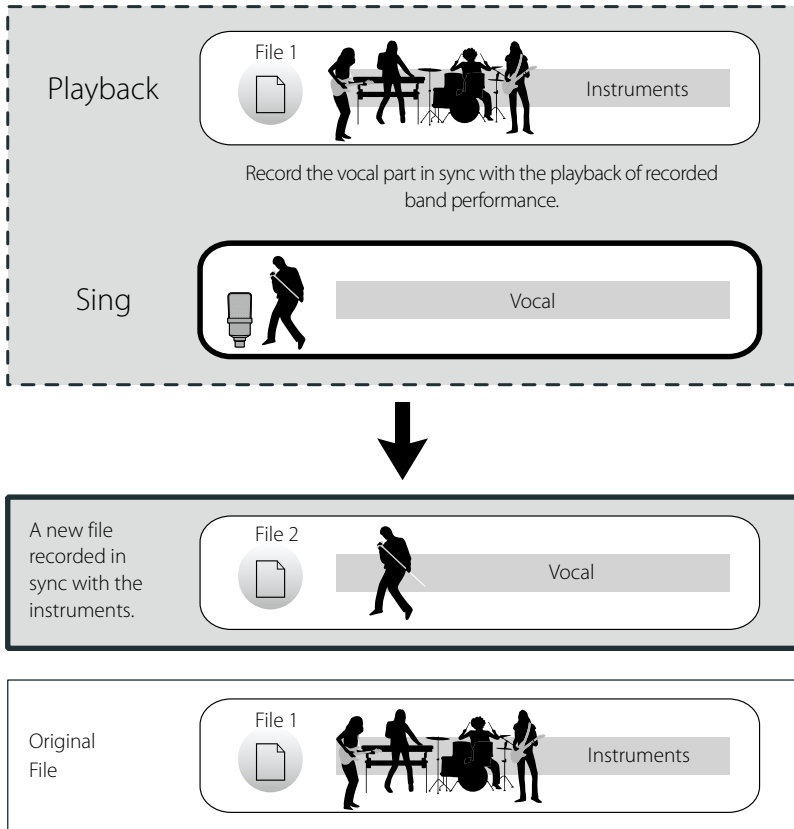 File 1
Playback
Instruments
Record the vocal part in sync with the playback of recorded
band performance.
Sing
Vocal
A new file
recorded in
sync with the
instruments.
File 2
Vocal
Original
File
File 1
Instruments